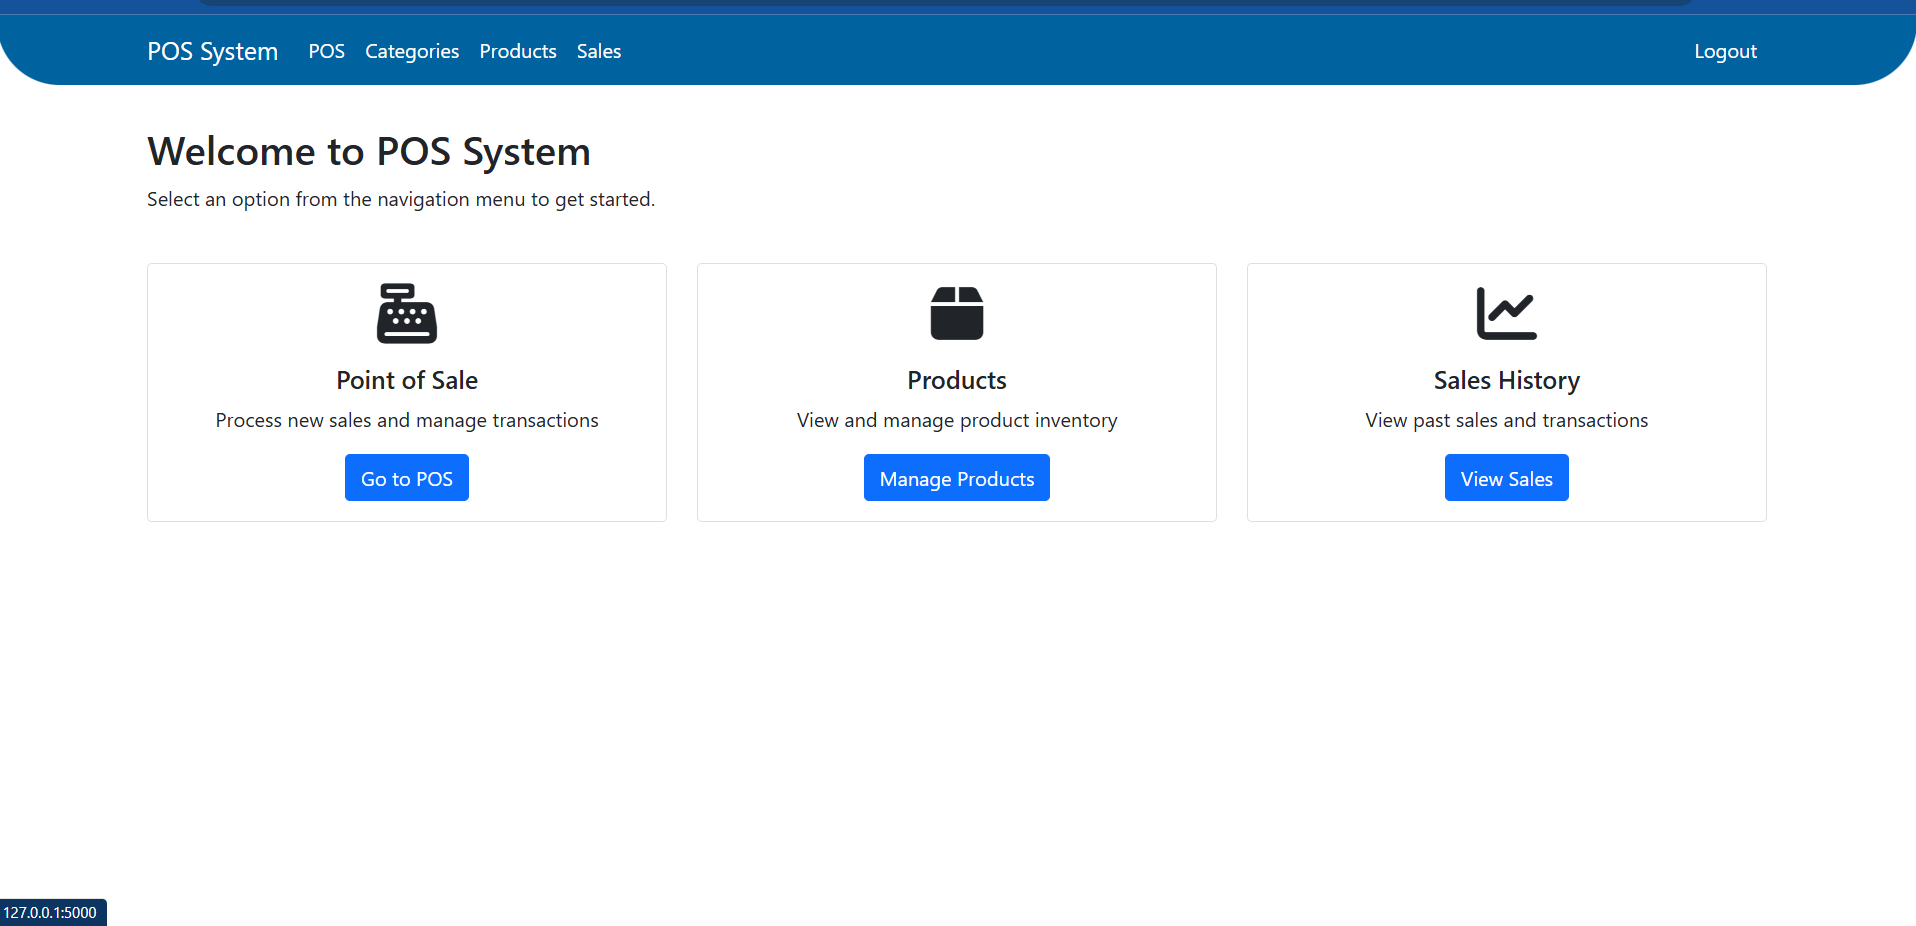 POS System POS Categories Products Sales Logout
Welcome to POS System
Select an option from the navigation menu to get started.
Point of Sale
Process new sales and manage transactions
Go to POS
Products
View and manage product inventory
Manage Products
Sales History
View past sales and transactions
View Sales
127.0.0.1:5000